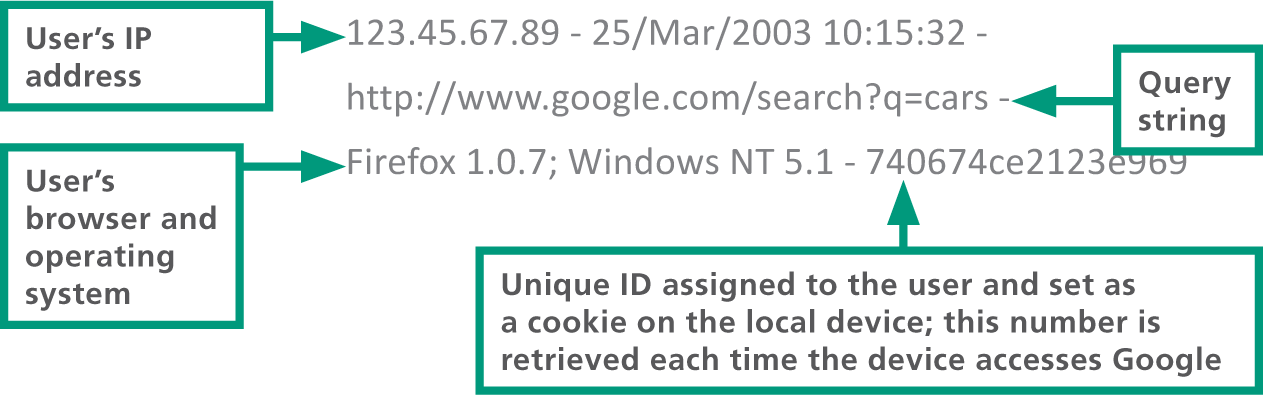 User's IP
address
123.45.67.89 - 25/Mar/2003 10:15:32 -
http://www.google.com/search?q=cars -
Query
string
Firefox 1.0.7; Windows NT 5.1 - 740674ce2123e969
User's
browser and
operating
system
Unique ID assigned to the user and set as
a cookie on the local device; this number is
retrieved each time the device accesses Google